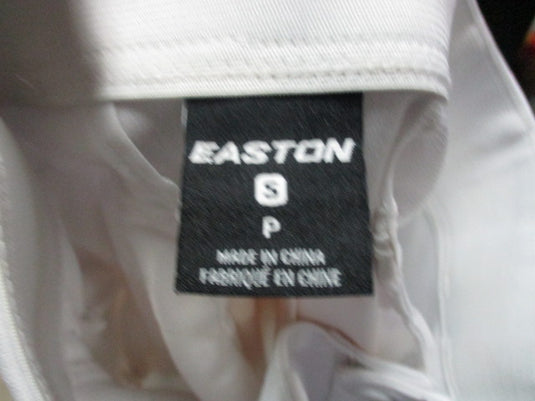 EASTON
S
P
MADE IN CHINA
FABRIQUÉ EN CHINE